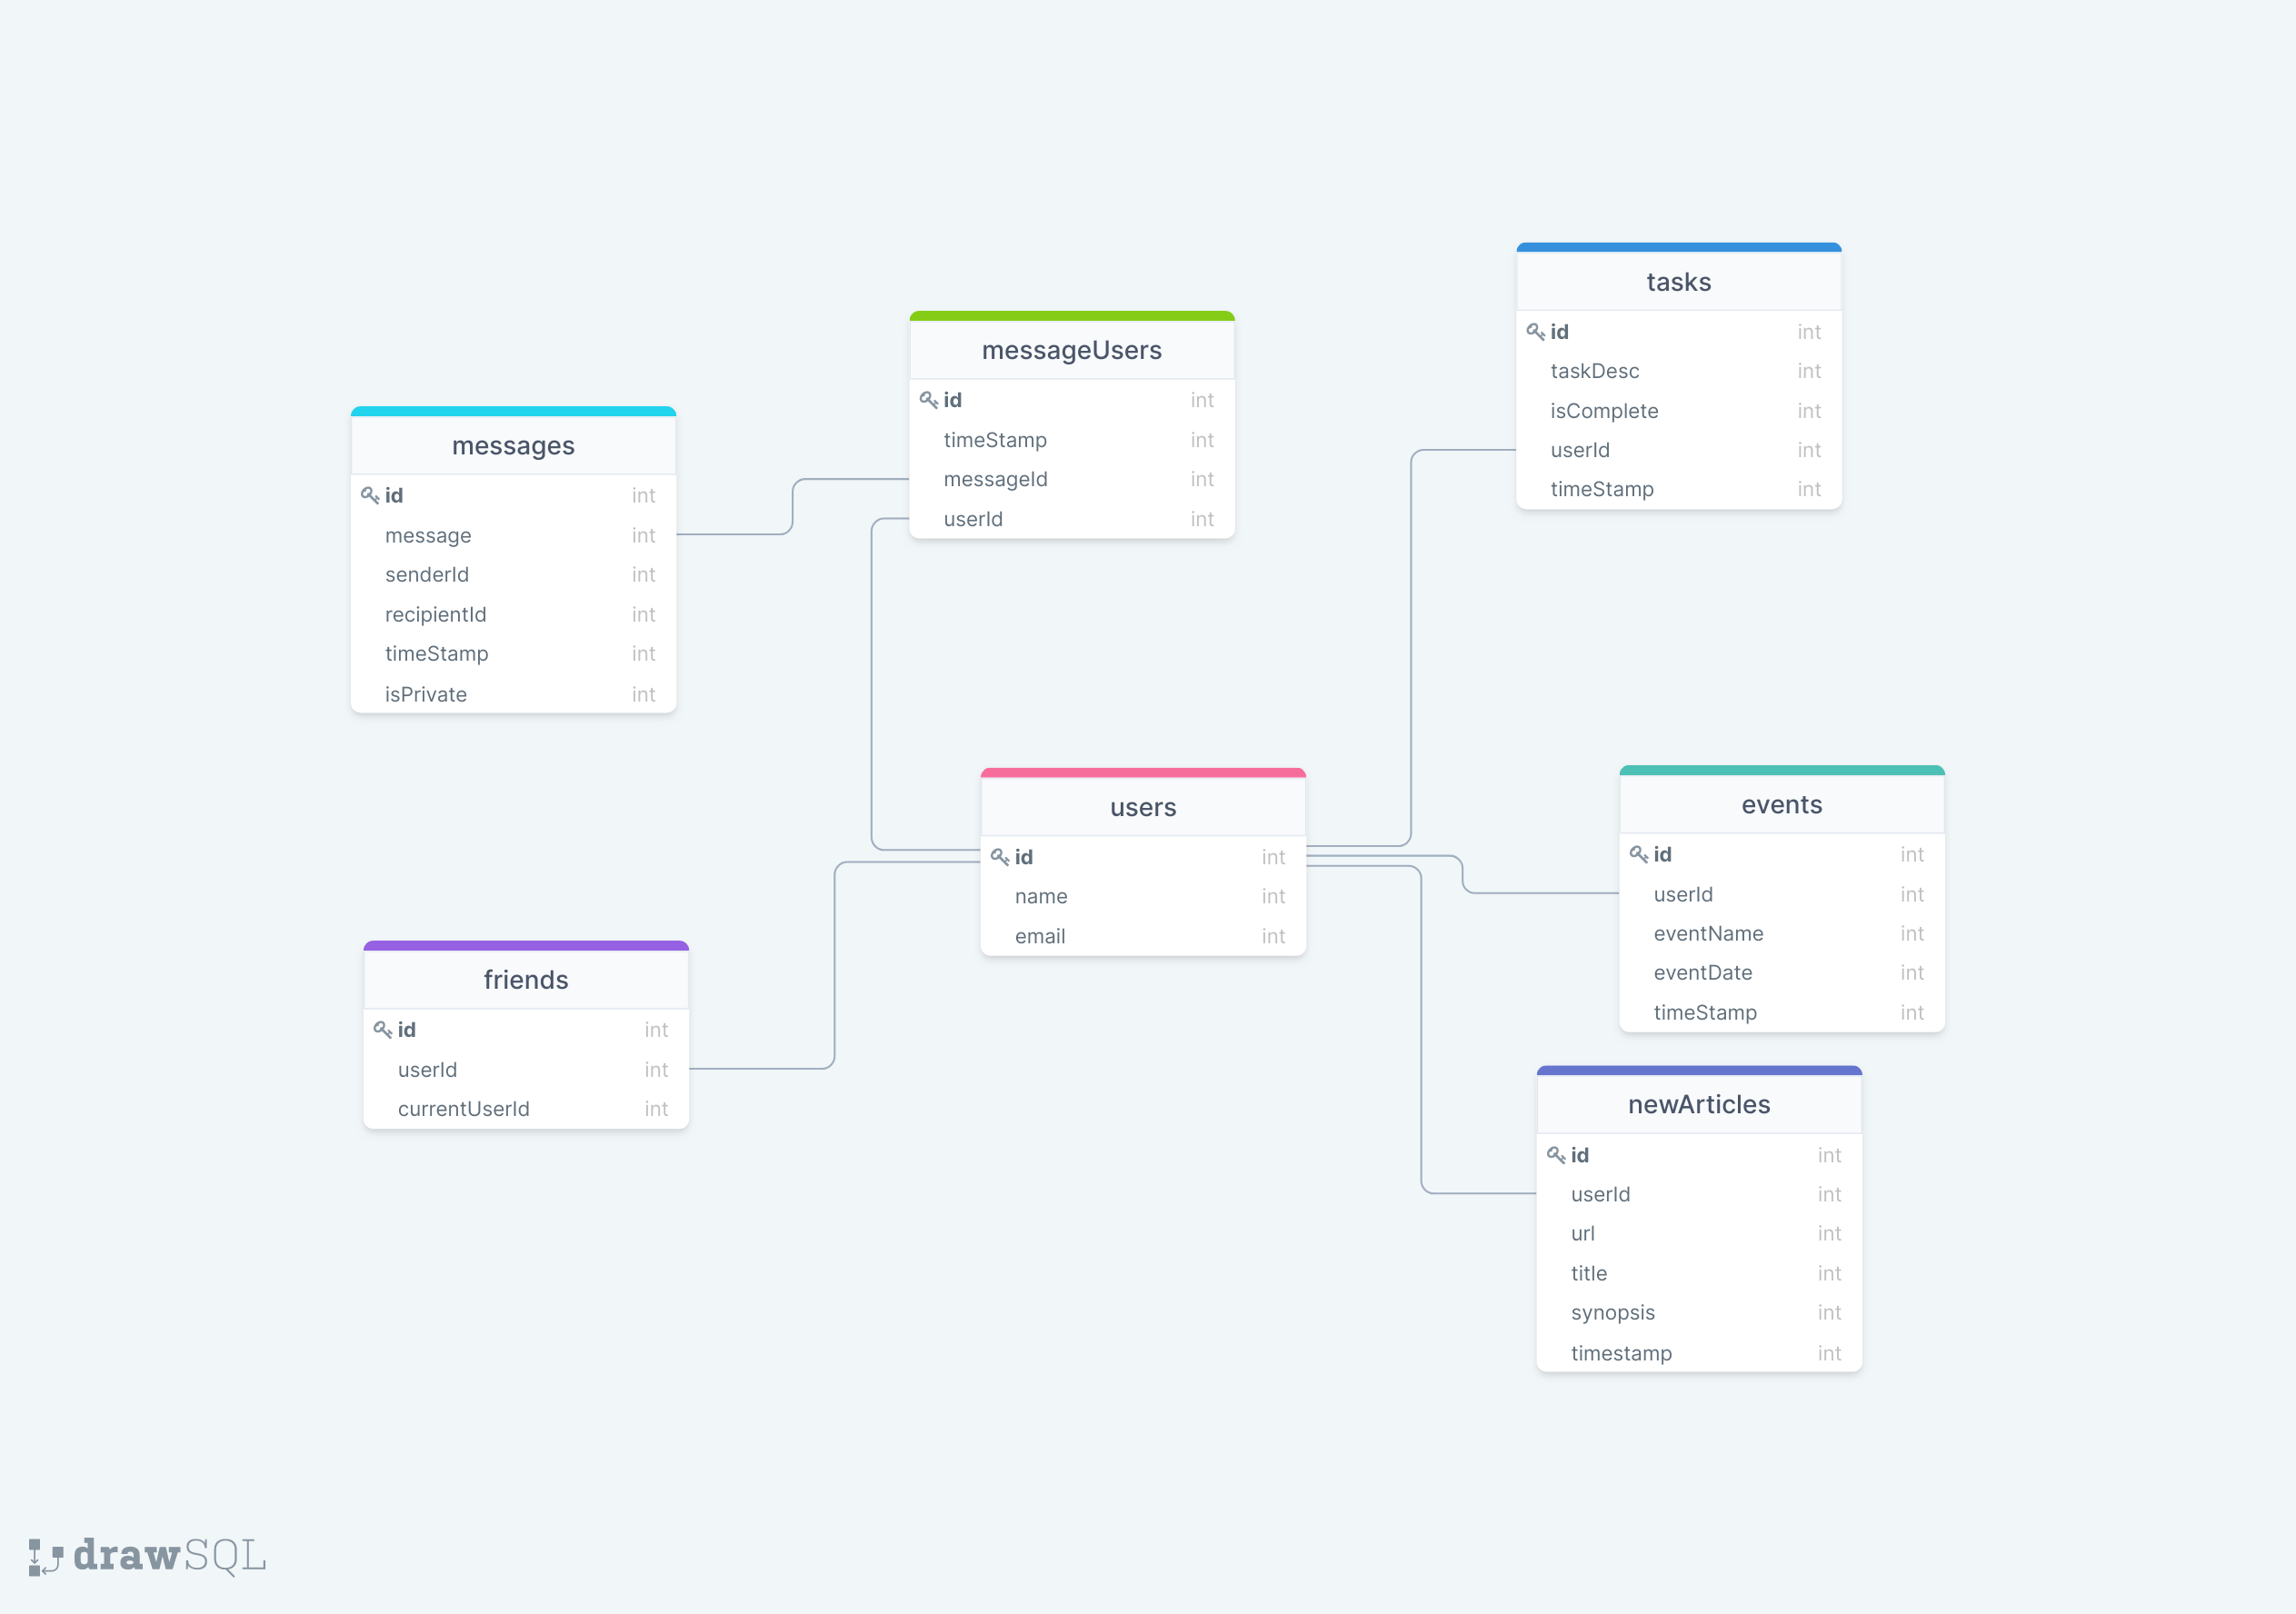 messages
id int
message int
senderId int
recipientId int
timeStamp int
isPrivate int
messageUsers
id int
timeStamp int
messageId int
userId int
tasks
id int
taskDesc int
isComplete int
userId int
timeStamp int
users
id int
name int
email int
events
id int
userId int
eventName int
eventDate int
timeStamp int
friends
id int
userId int
currentUserId int
newArticles
id int
userId int
url int
title int
synopsis int
timestamp int
drawSQL